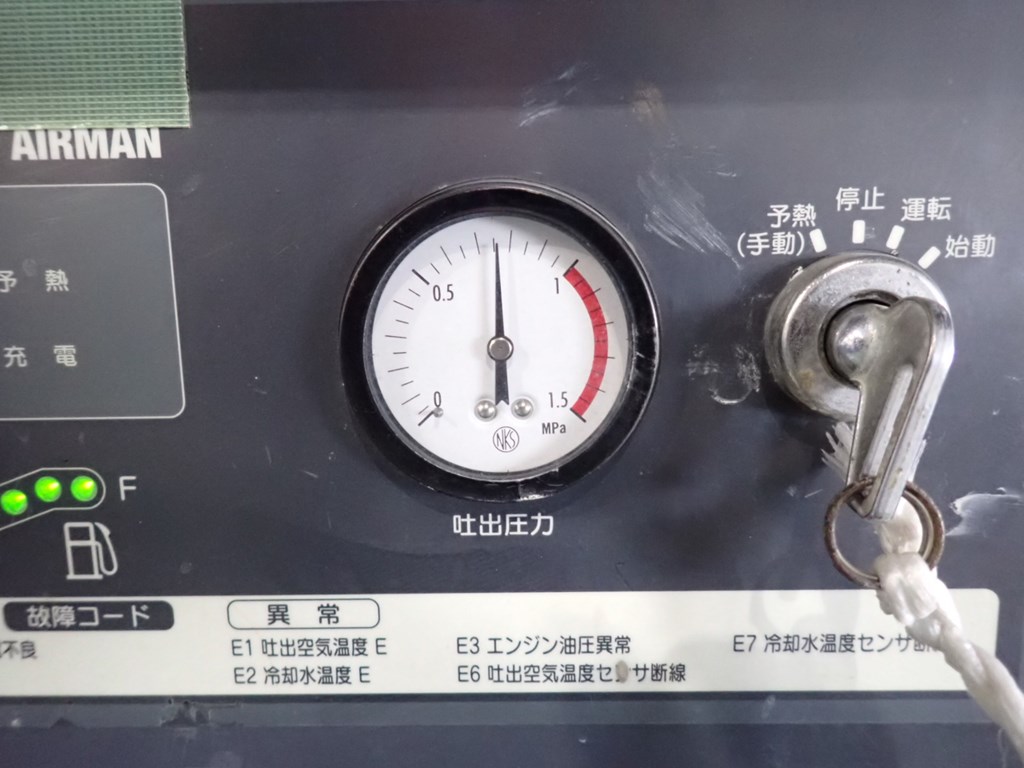 AIRMAN
予熱
(手動)
停止
運転
始動
予 熱
充 電
0
0.5
1
1.5
MPa
NKS
吐出圧力
F
故障コード
異 常
不良
E1 吐出空気温度 E
E2 冷却水温度 E
E3 エンジン油圧異常
E6 吐出空気温度センサ断線
E7 冷却水温度センサ断